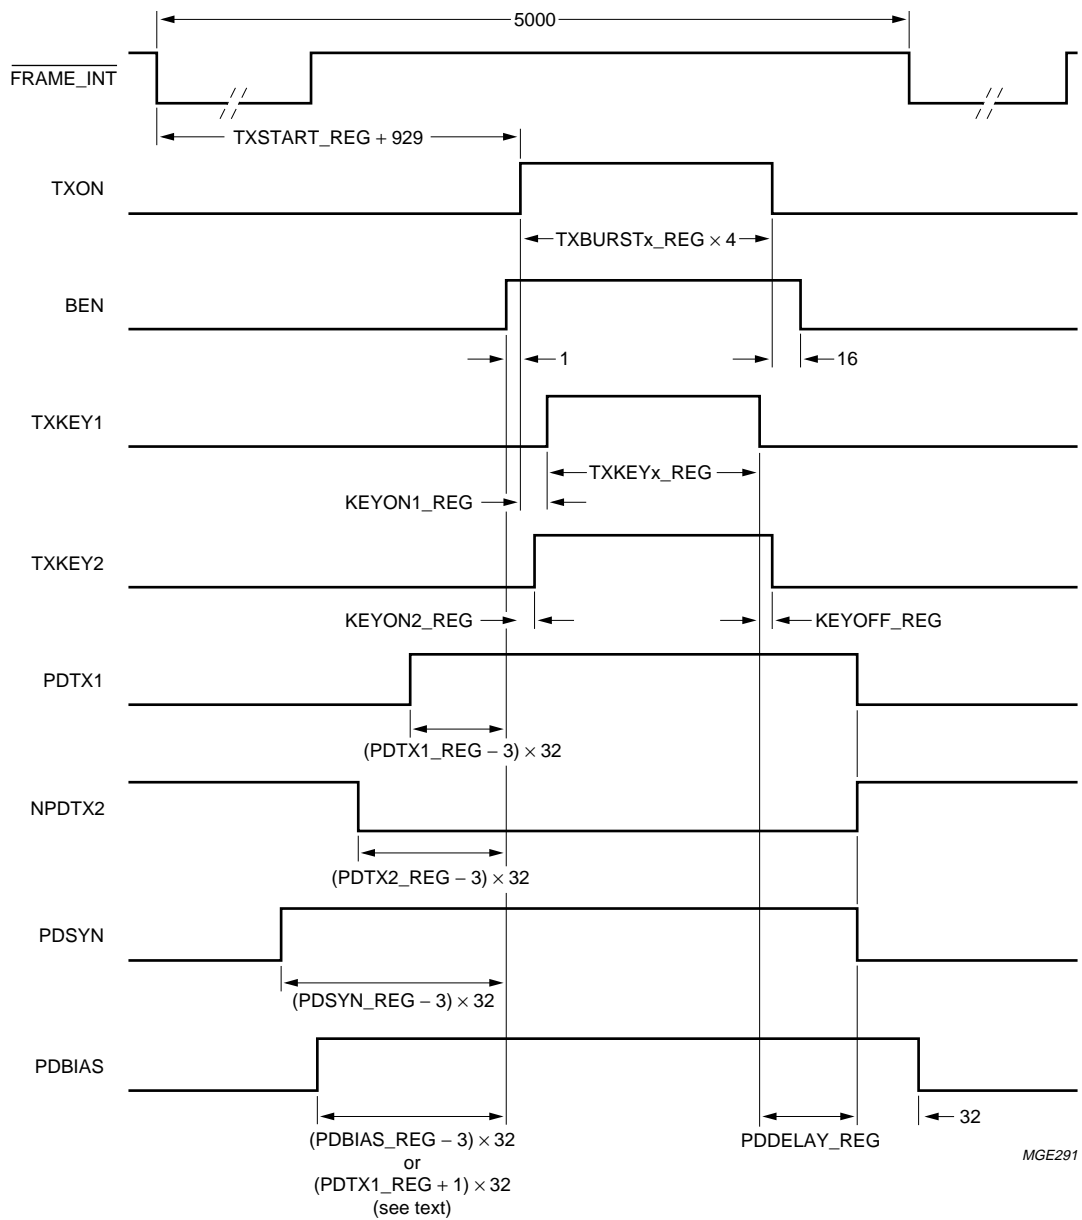 5000
FRAME_INT
TXSTART_REG + 929
TXON
TXBURSTx_REG × 4
BEN
1
16
TXKEY1
TXKEYx_REG
KEYON1_REG
TXKEY2
KEYON2_REG
KEYOFF_REG
PDTX1
(PDTX1_REG − 3) × 32
NPDTX2
(PDTX2_REG − 3) × 32
PDSYN
(PDSYN_REG − 3) × 32
PDBIAS
32
(PDBIAS_REG − 3) × 32
or
(PDTX1_REG + 1) × 32
(see text)
PDDELAY_REG
MGE291